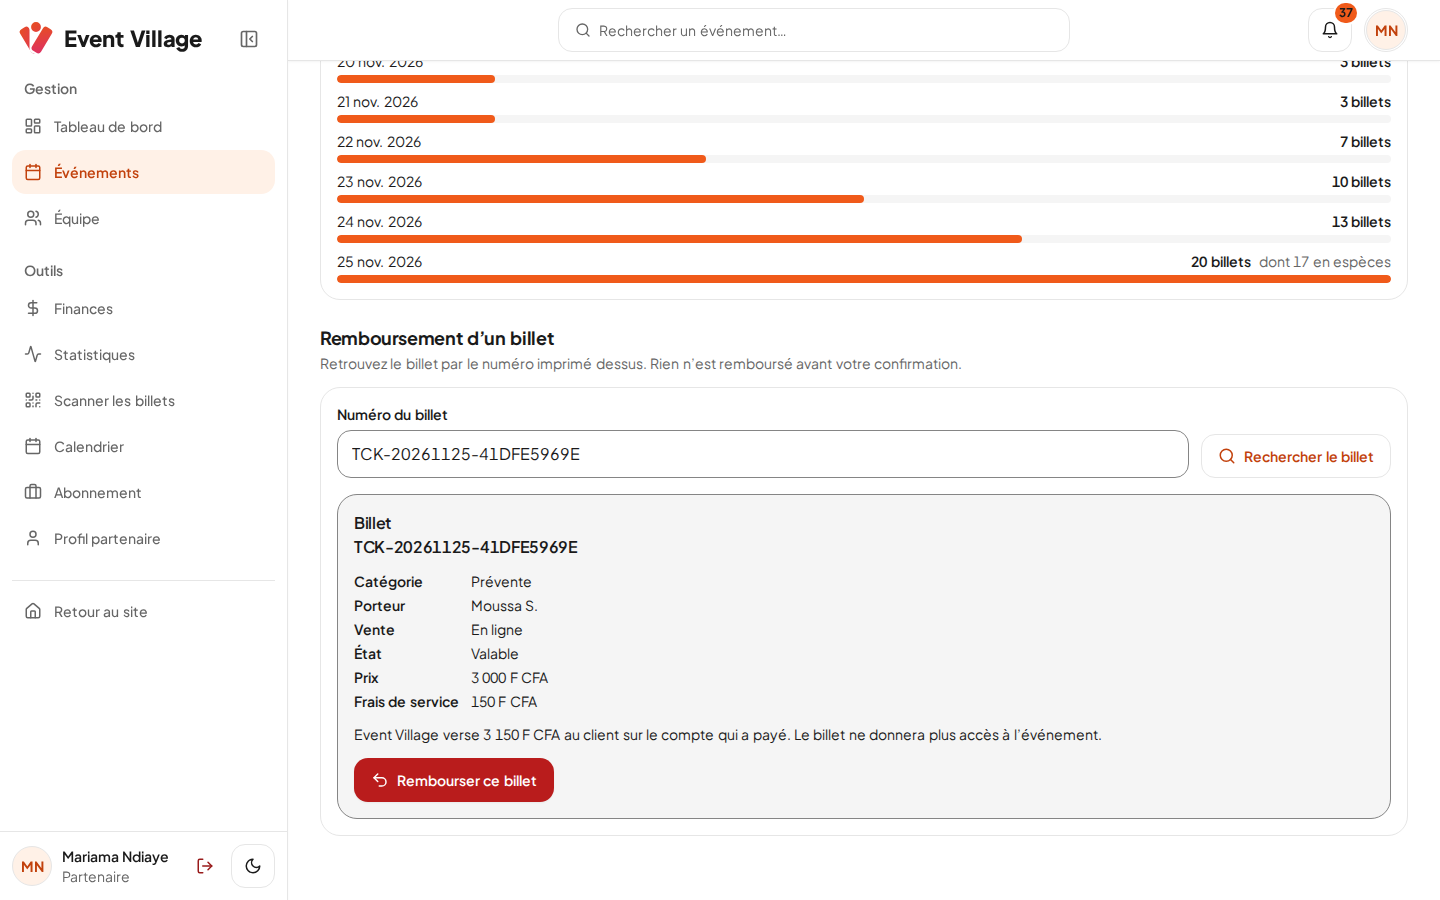 Event Village
Rechercher un événement...
37
MN
Gestion
Tableau de bord
Événements
Équipe
Outils
Finances
Statistiques
Scanner les billets
Calendrier
Abonnement
Profil partenaire
Retour au site
MN
Mariama Ndiaye
Partenaire
20 nov. 2026 3 billets
21 nov. 2026 3 billets
22 nov. 2026 7 billets
23 nov. 2026 10 billets
24 nov. 2026 13 billets
25 nov. 2026 20 billets dont 17 en espèces
Remboursement d’un billet
Retrouvez le billet par le numéro imprimé dessus. Rien n’est remboursé avant votre confirmation.
Numéro du billet
TCK-20261125-41DFE5969E
Rechercher le billet
Billet
TCK-20261125-41DFE5969E
Catégorie Prévente
Porteur Moussa S.
Vente En ligne
État Valable
Prix 3 000 F CFA
Frais de service 150 F CFA
Event Village verse 3 150 F CFA au client sur le compte qui a payé. Le billet ne donnera plus accès à l’événement.
Rembourser ce billet